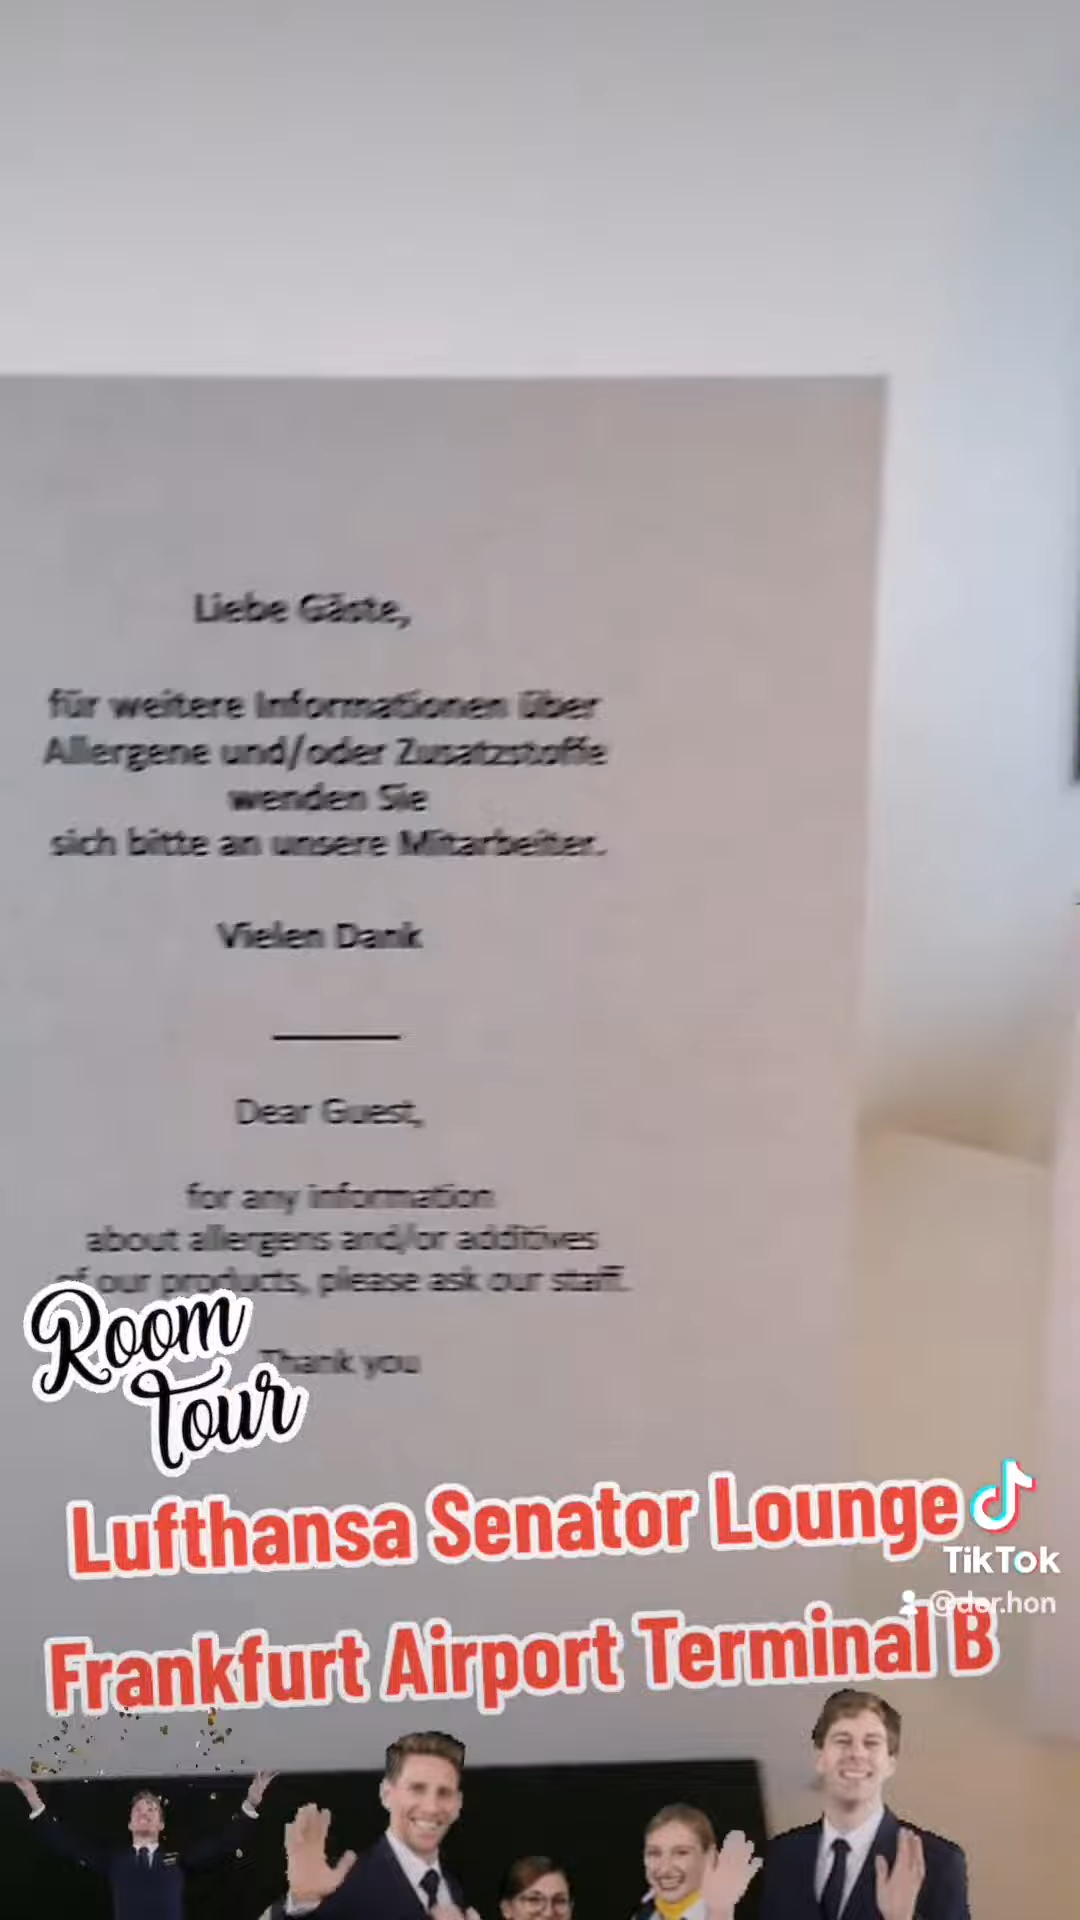 Liebe Gäste,
für weitere Informationen über
Allergene und/oder Zusatzstoffe
wenden Sie
sich bitte an unsere Mitarbeiter.
Vielen Dank
Dear Guest,
for any information
about allergens and/or additives
of our products, please ask our staff.
Thank you
Room
Tour
Lufthansa Senator Lounge
TikTok
@der.hon
Frankfurt Airport Terminal B